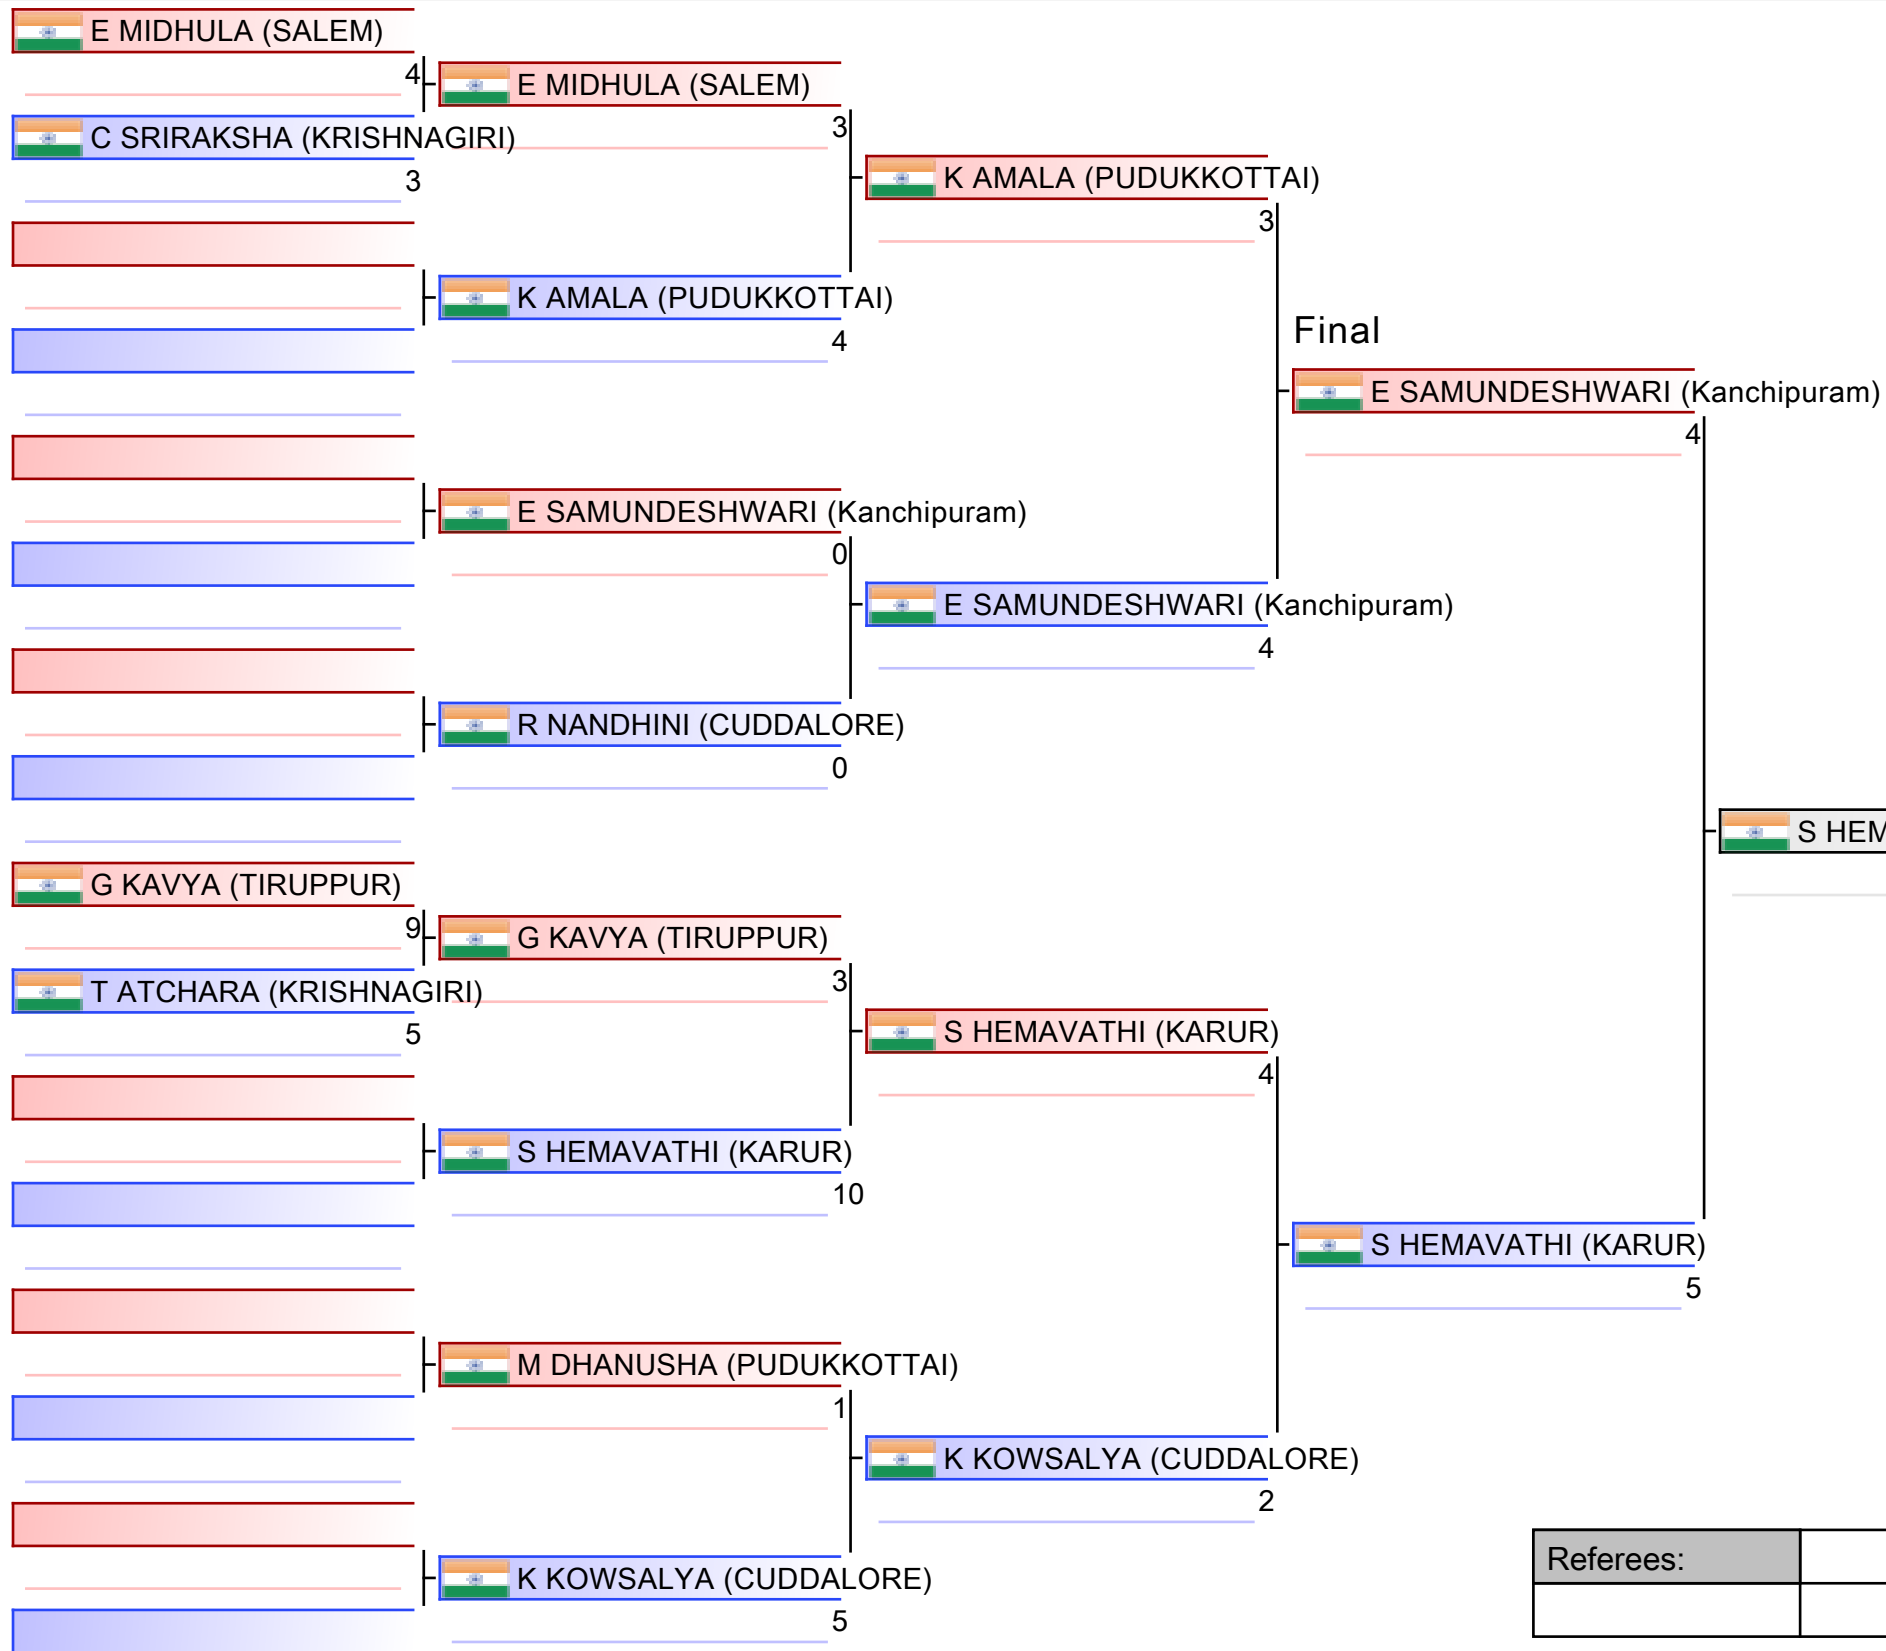 E MIDHULA (SALEM)
4
C SRIRAKSHA (KRISHNAGIRI)
3
G KAVYA (TIRUPPUR)
9
T ATCHARA (KRISHNAGIRI)
5
E MIDHULA (SALEM)
3
K AMALA (PUDUKKOTTAI)
4
E SAMUNDESHWARI (Kanchipuram)
0
R NANDHINI (CUDDALORE)
0
G KAVYA (TIRUPPUR)
3
S HEMAVATHI (KARUR)
10
M DHANUSHA (PUDUKKOTTAI)
1
K KOWSALYA (CUDDALORE)
5
K AMALA (PUDUKKOTTAI)
3
E SAMUNDESHWARI (Kanchipuram)
4
S HEMAVATHI (KARUR)
4
K KOWSALYA (CUDDALORE)
2
Final
E SAMUNDESHWARI (Kanchipuram)
4
S HEMAVATHI (KARUR)
5
S HEM
Referees: